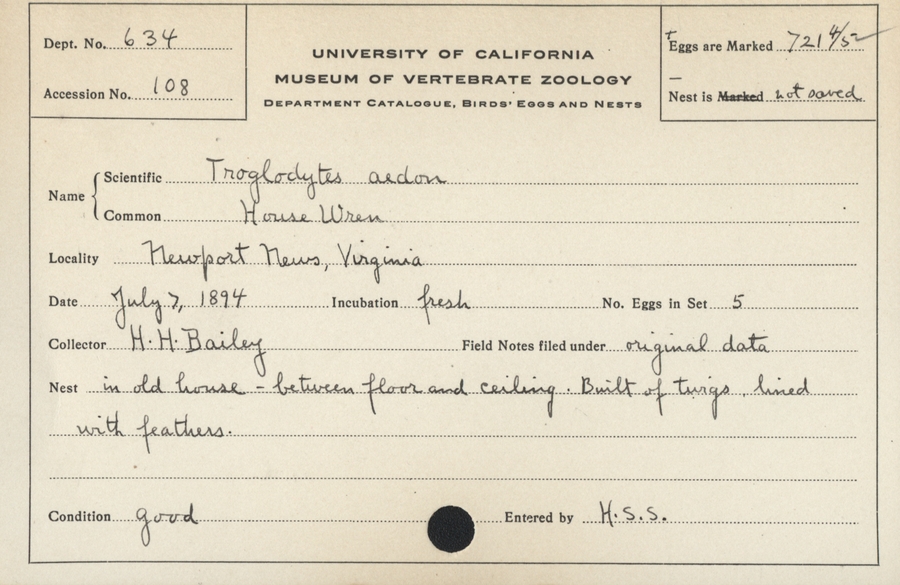 Dept. No. 634
Accession No. 108
UNIVERSITY OF CALIFORNIA
MUSEUM OF VERTEBRATE ZOOLOGY
DEPARTMENT CATALOGUE, BIRDS' EGGS AND NESTS
Eggs are Marked 721 4/5
Nest is Marked not saved
Name
Scientific Troglodytes aedon
Common House Wren
Locality Newport News, Virginia
Date July 7, 1894 Incubation fresh No. Eggs in Set 5
Collector H. H. Bailey Field Notes filed under original data
Nest in old house - between floor and ceiling. Built of twigs, lined
with feathers.
Condition good Entered by H.S.S.